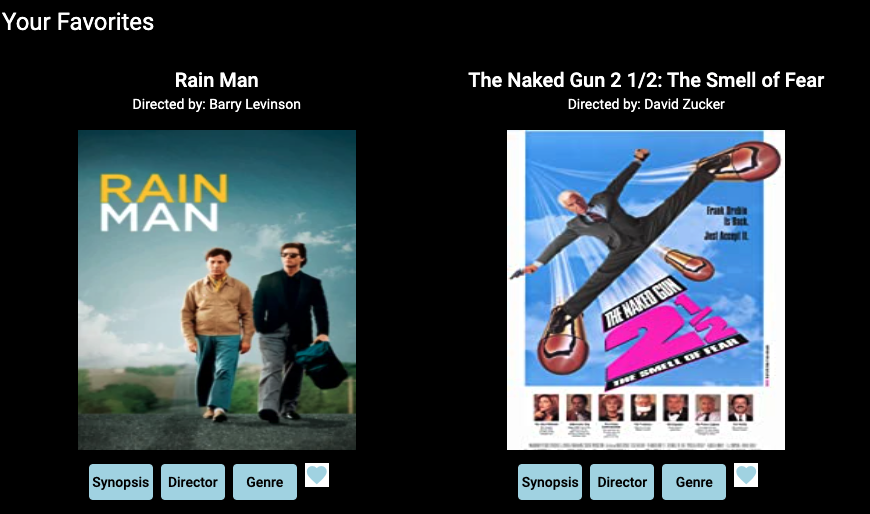 Your Favorites
Rain Man
Directed by: Barry Levinson
RAIN
MAN
Synopsis Director Genre
The Naked Gun 2 1/2: The Smell of Fear
Directed by: David Zucker
Frank Drebin
Is Back.
Just Accept It.
THE NAKED GUN
2 1/2
THE SMELL OF FEAR
Synopsis Director Genre